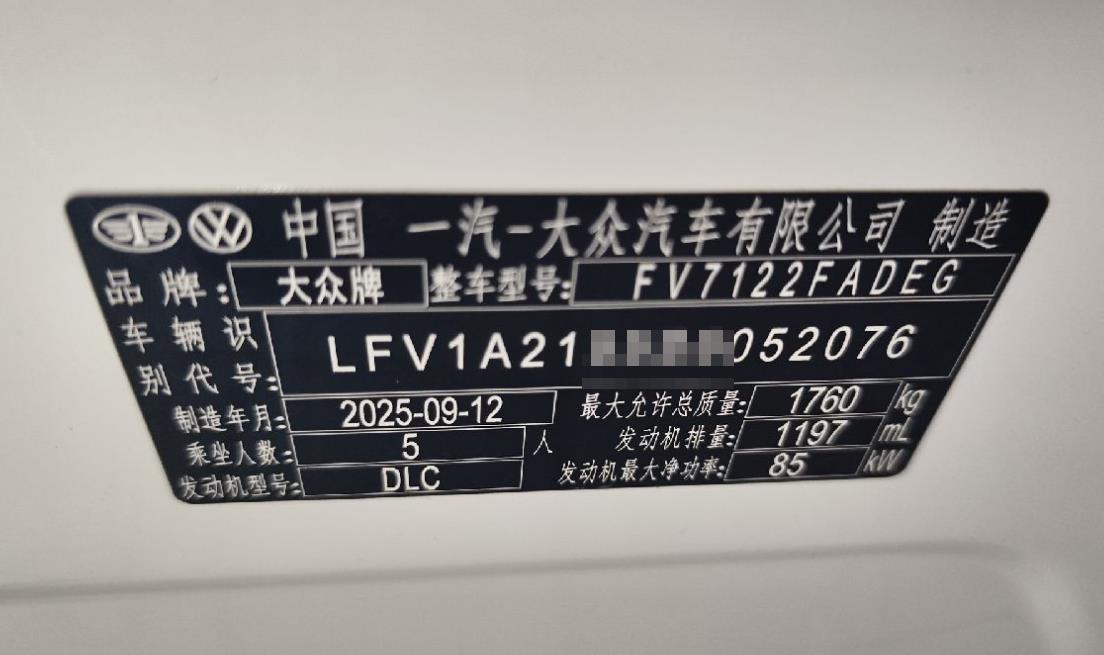 中国 一汽-大众汽车有限公司 制造
品牌: 大众牌 整车型号: FV7122FADEG
车辆识别代号: LFV1A21 052076
制造年月: 2025-09-12 最大允许总质量: 1760 kg
乘坐人数: 5 人 发动机排量: 1197 mL
发动机型号: DLC 发动机最大净功率: 85 kW